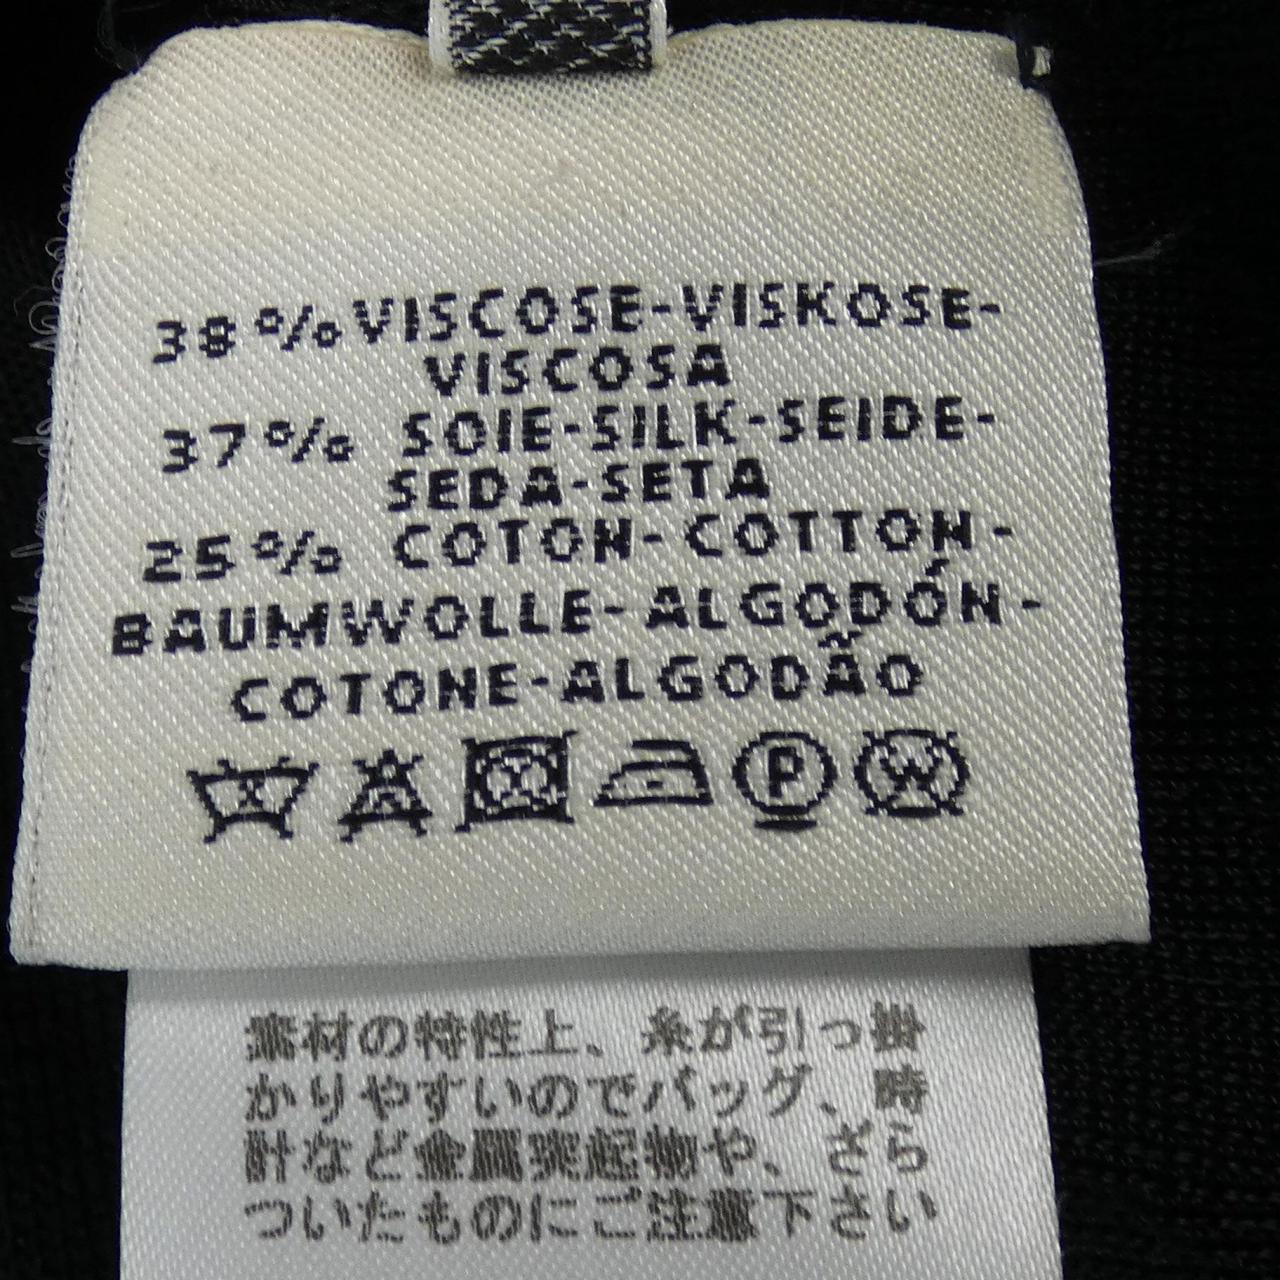 38% VISCOSE-VISKOSE-
VISCOSA
37% SOIE-SILK-SEIDE-
SEDA-SETA
25% COTON-COTTON-
BAUMWOLLE-ALGODÓN-
COTONE-ALGODÃO
P W
素材の特性上、糸が引っ掛
かりやすいのでバッグ、時
計など金属突起物や、ざら
ついたものにご注意下さい